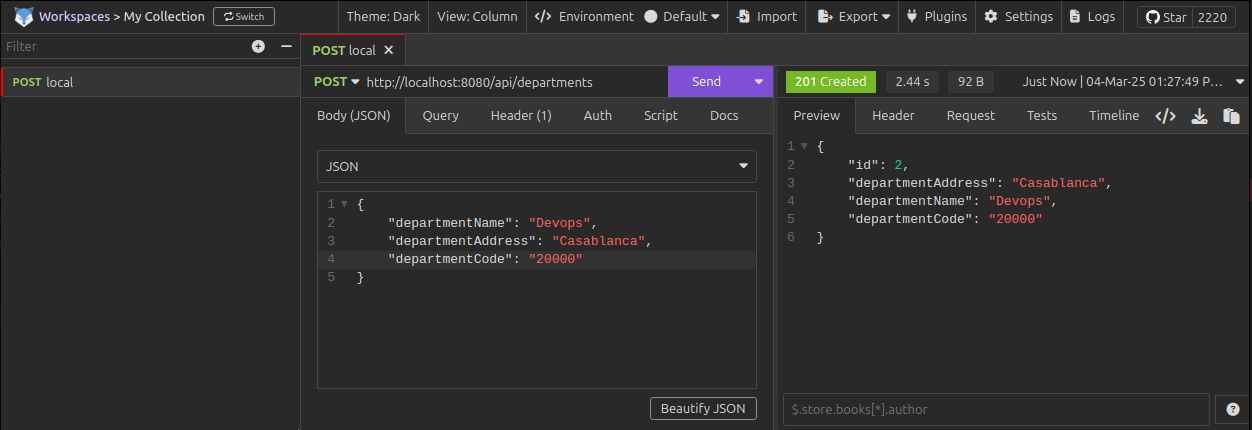 Workspaces > My Collection Switch Theme: Dark View: Column </> Environment Default Import Export Plugins Settings Logs Star 2220
Filter
POST local
POST local ×
POST http://localhost:8080/api/departments Send
Body (JSON) Query Header (1) Auth Script Docs
JSON
1 {
2 "departmentName": "Devops",
3 "departmentAddress": "Casablanca",
4 "departmentCode": "20000"
5 }
Beautify JSON
201 Created 2.44 s 92 B Just Now | 04-Mar-25 01:27:49 P...
Preview Header Request Tests Timeline </>
1 {
2 "id": 2,
3 "departmentAddress": "Casablanca",
4 "departmentName": "Devops",
5 "departmentCode": "20000"
6 }
$.store.books[*].author ?